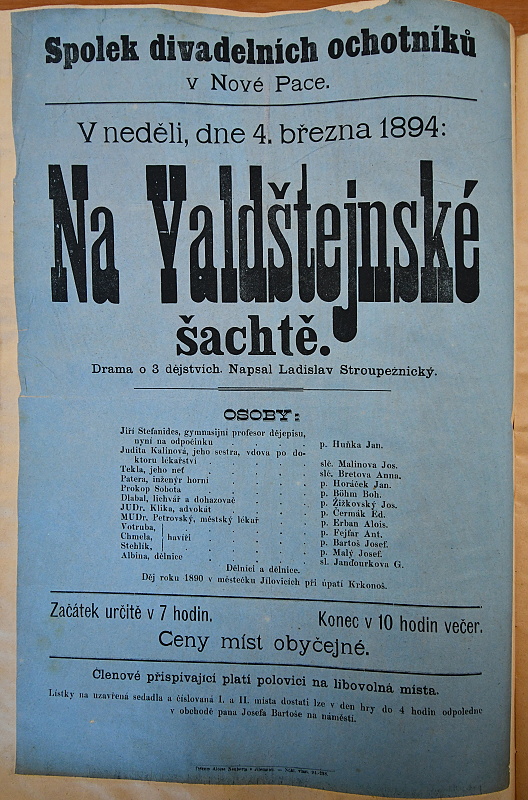 Spolek divadelních ochotníků
v Nové Pace.
V neděli, dne 4. března 1894:
Na Valdštejnské
šachtě.
Drama o 3 dějstvích. Napsal Ladislav Stroupežnický.
OSOBY:
Jiří Stefanides, gymnasijní profesor dějepisu,
nyní na odpočinku . . . p. Huňka Jan.
Judita Kalinová, jeho sestra, vdova po do-
ktoru lékařství . . . . slč. Malinova Jos.
Tekla, jeho neť . . . . slč. Bretova Anna.
Patera, inženýr horní . . . . p. Horáček Jan.
Prokop Sobota . . . . p. Böhm Boh.
Dlabal, lichvář a dohazovač . . . p. Žižkovský Jos.
JUDr. Klika, advokát . . . . p. Čermák Ed.
MUDr. Petrovský, městský lékař . . . p. Erban Alois.
Votruba, . . . . p. Fejfar Ant.
Chmela, havíři . . . . p. Bartoš Josef.
Stehlík, . . . . p. Malý Josef.
Albína, dělnice . . . . sl. Janďourkova G.
Dělníci a dělnice.
Děj roku 1890 v městečku Jílovicích při úpatí Krkonoš.
Začátek určitě v 7 hodin. Konec v 10 hodin večer.
Ceny míst obyčejné.
Členové přispívající platí polovici na libovolná místa.
Lístky na uzavřená sedadla a číslovaná I. a II. místa dostati lze v den hry do 4 hodin odpoledne
v obchodě pana Josefa Bartoše na náměstí.